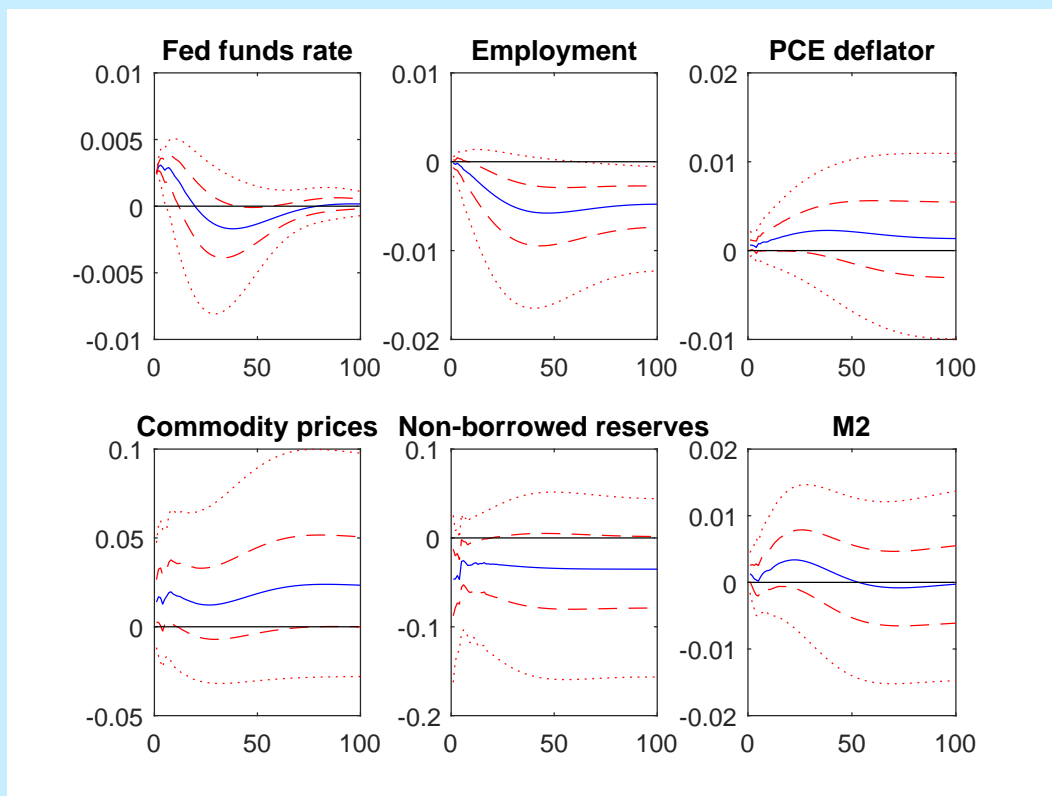 Fed funds rate
0.01
0.005
0
-0.005
-0.01
0 50 100
Employment
0.01
0
-0.01
-0.02
0 50 100
PCE deflator
0.02
0.01
0
-0.01
0 50 100
Commodity prices
0.1
0.05
0
-0.05
0 50 100
Non-borrowed reserves
0.1
0
-0.1
-0.2
0 50 100
M2
0.02
0.01
0
-0.01
-0.02
0 50 100